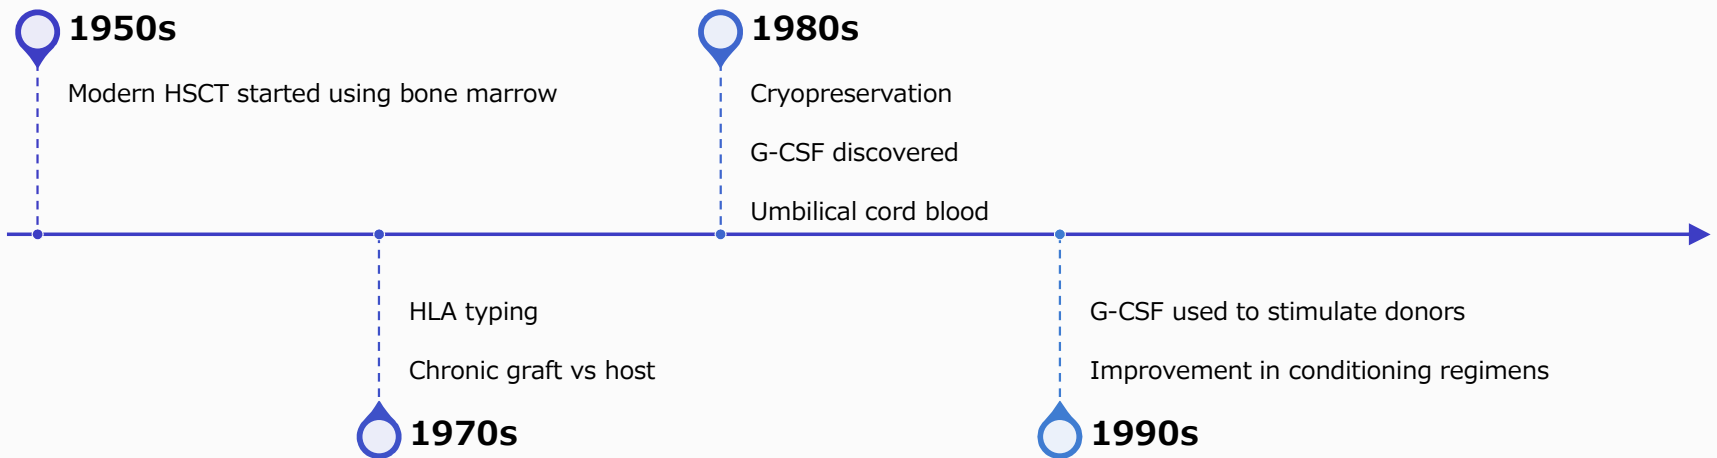 1950s
Modern HSCT started using bone marrow
1980s
Cryopreservation
G-CSF discovered
Umbilical cord blood
HLA typing
Chronic graft vs host
1970s
G-CSF used to stimulate donors
Improvement in conditioning regimens
1990s